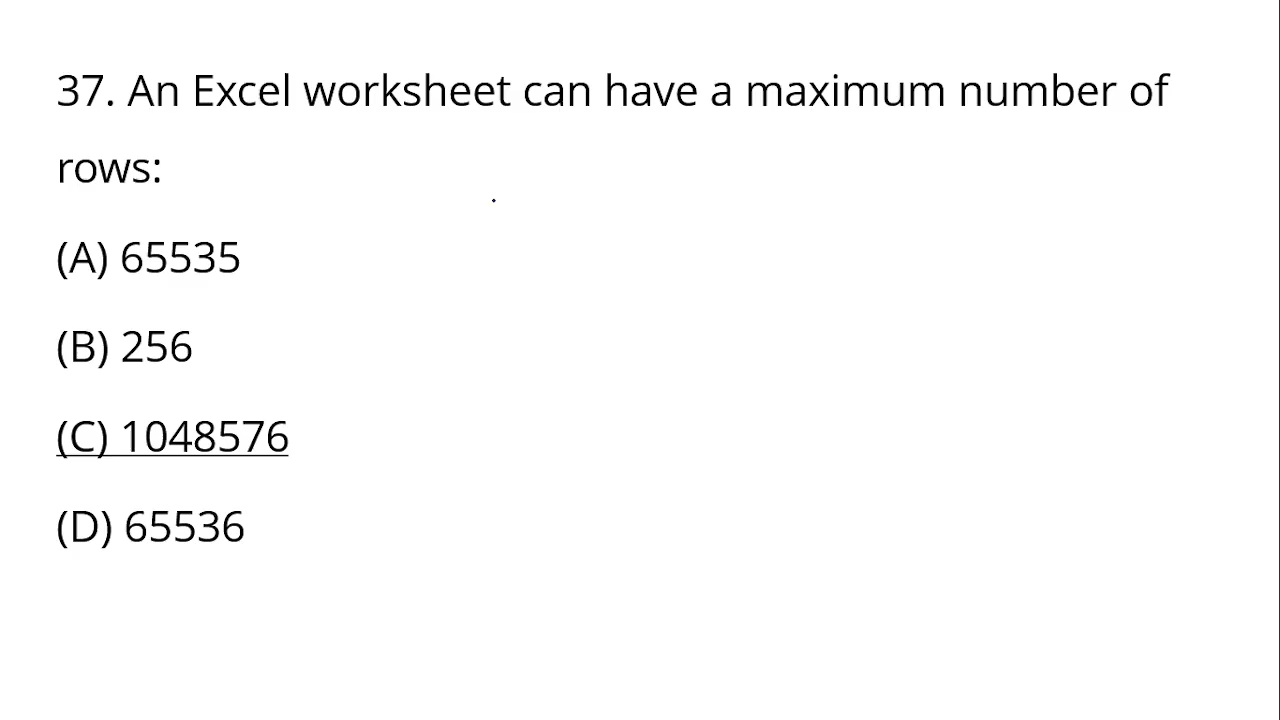 37. An Excel worksheet can have a maximum number of
rows:
(A) 65535
(B) 256
(C) 1048576
(D) 65536